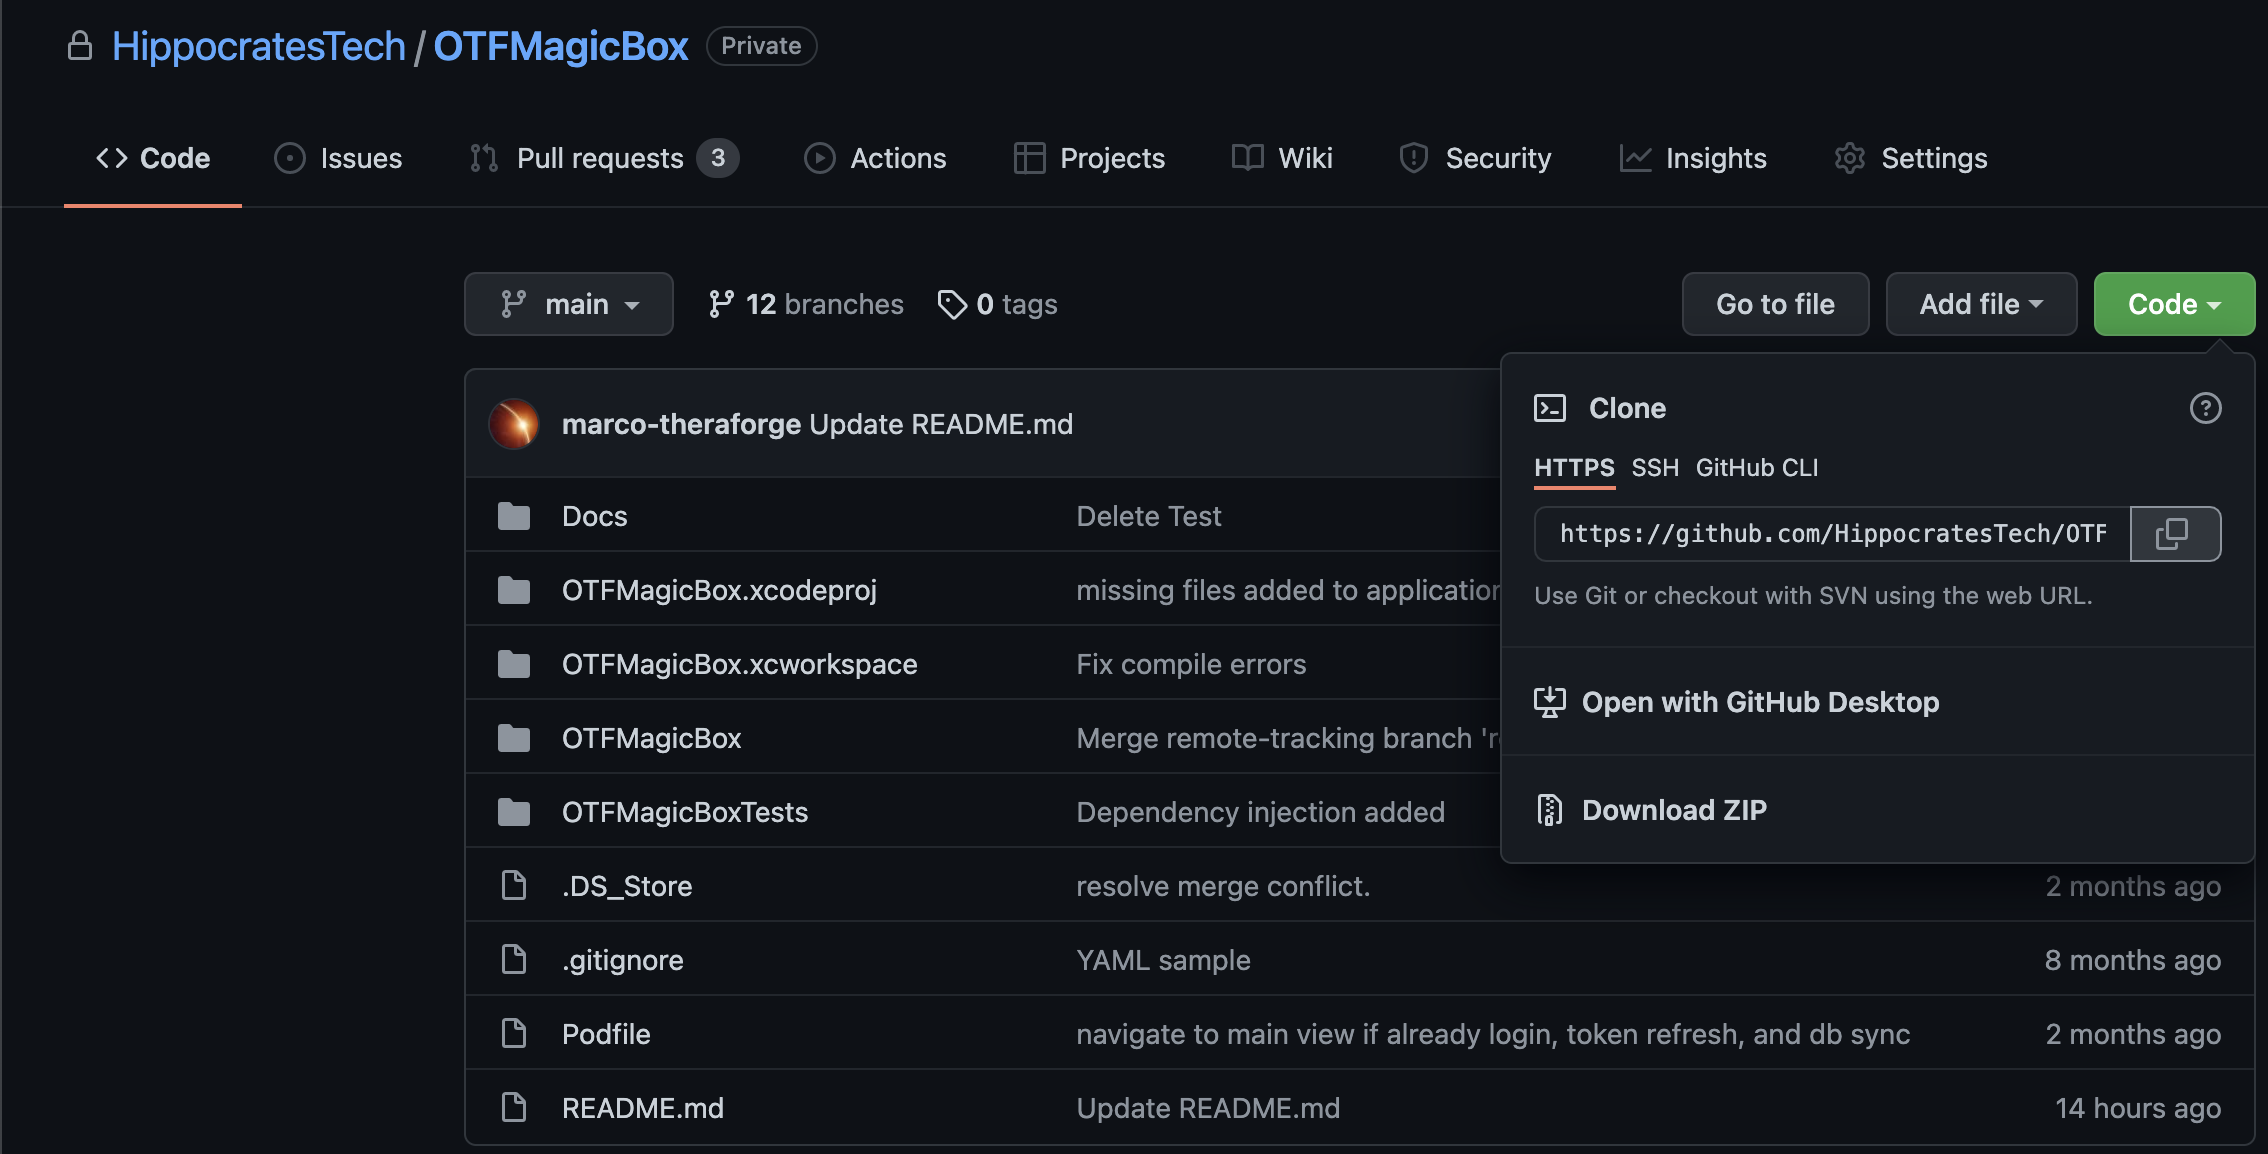 HippocratesTech / OTFMagicBox Private
Code Issues Pull requests 3 Actions Projects Wiki Security Insights Settings
main 12 branches 0 tags Go to file Add file Code
marco-theraforge Update README.md
Clone
HTTPS SSH GitHub CLI
https://github.com/HippocratesTech/OTF
Use Git or checkout with SVN using the web URL.
Open with GitHub Desktop
Download ZIP
Docs Delete Test
OTFMagicBox.xcodeproj missing files added to application
OTFMagicBox.xcworkspace Fix compile errors
OTFMagicBox Merge remote-tracking branch 're
OTFMagicBoxTests Dependency injection added
.DS_Store resolve merge conflict. 2 months ago
.gitignore YAML sample 8 months ago
Podfile navigate to main view if already login, token refresh, and db sync 2 months ago
README.md Update README.md 14 hours ago